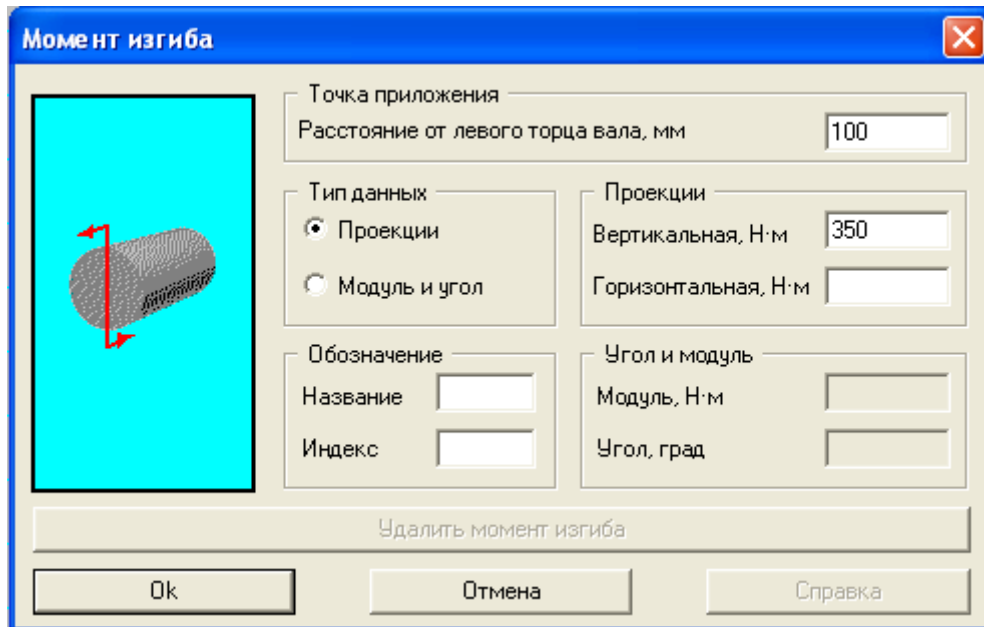 Момент изгиба
Точка приложения
Расстояние от левого торца вала, мм 100
Тип данных
Проекции
Модуль и угол
Проекции
Вертикальная, Н·м 350
Горизонтальная, Н·м
Обозначение
Название
Индекс
Угол и модуль
Модуль, Н·м
Угол, град
Удалить момент изгиба
Ok Отмена Справка